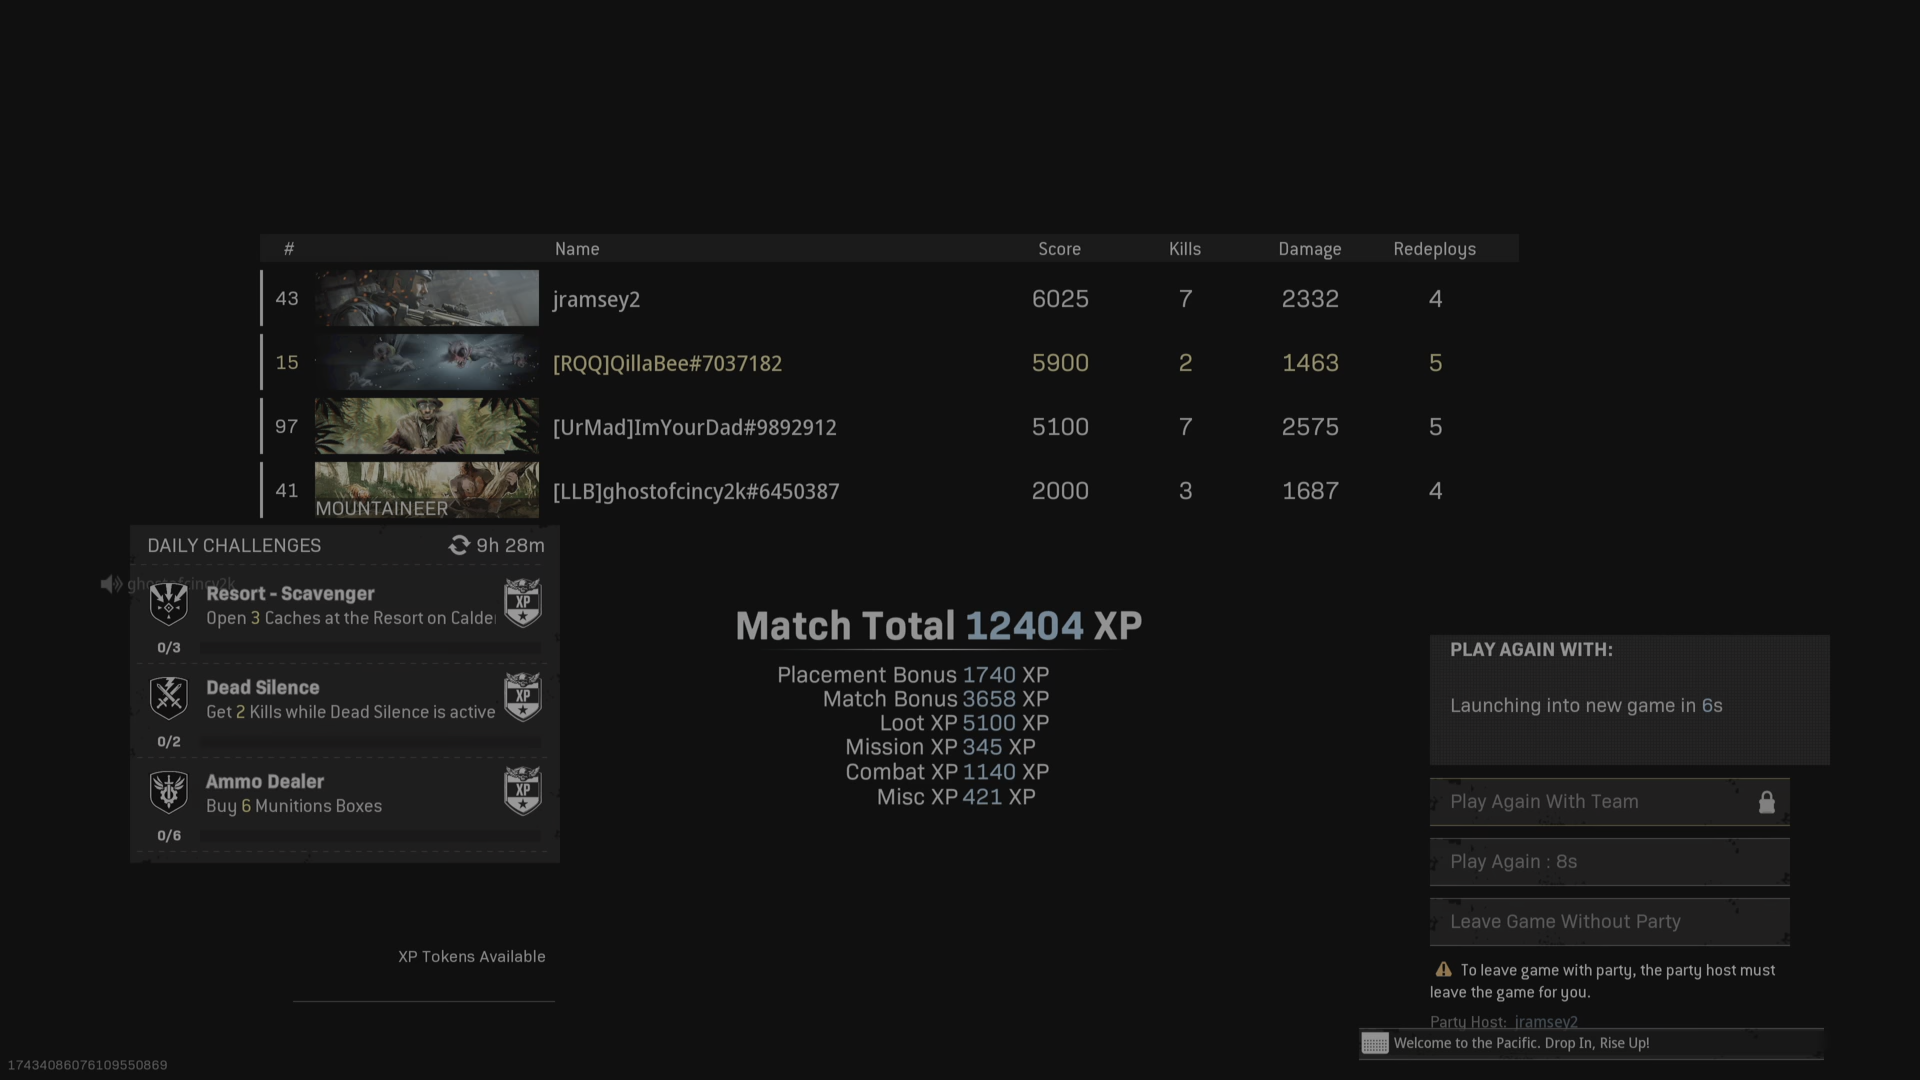 # Name Score Kills Damage Redeploys
43 jramsey2 6025 7 2332 4
15 [RQQ]QillaBee#7037182 5900 2 1463 5
97 [UrMad]ImYourDad#9892912 5100 7 2575 5
41 MOUNTAINEER [LLB]ghostofcincy2k#6450387 2000 3 1687 4
DAILY CHALLENGES 9h 28m
ghostofcincy2k
Resort - Scavenger
XP
Open 3 Caches at the Resort on Calde
0/3
Dead Silence
XP
Get 2 Kills while Dead Silence is active
0/2
Ammo Dealer
XP
Buy 6 Munitions Boxes
0/6
XP Tokens Available
Match Total 12404 XP
Placement Bonus 1740 XP
Match Bonus 3658 XP
Loot XP 5100 XP
Mission XP 345 XP
Combat XP 1140 XP
Misc XP 421 XP
PLAY AGAIN WITH:
Launching into new game in 6s
Play Again With Team
Play Again : 8s
Leave Game Without Party
To leave game with party, the party host must
leave the game for you.
Party Host: jramsey2
Welcome to the Pacific. Drop In, Rise Up!
17434086076109550869